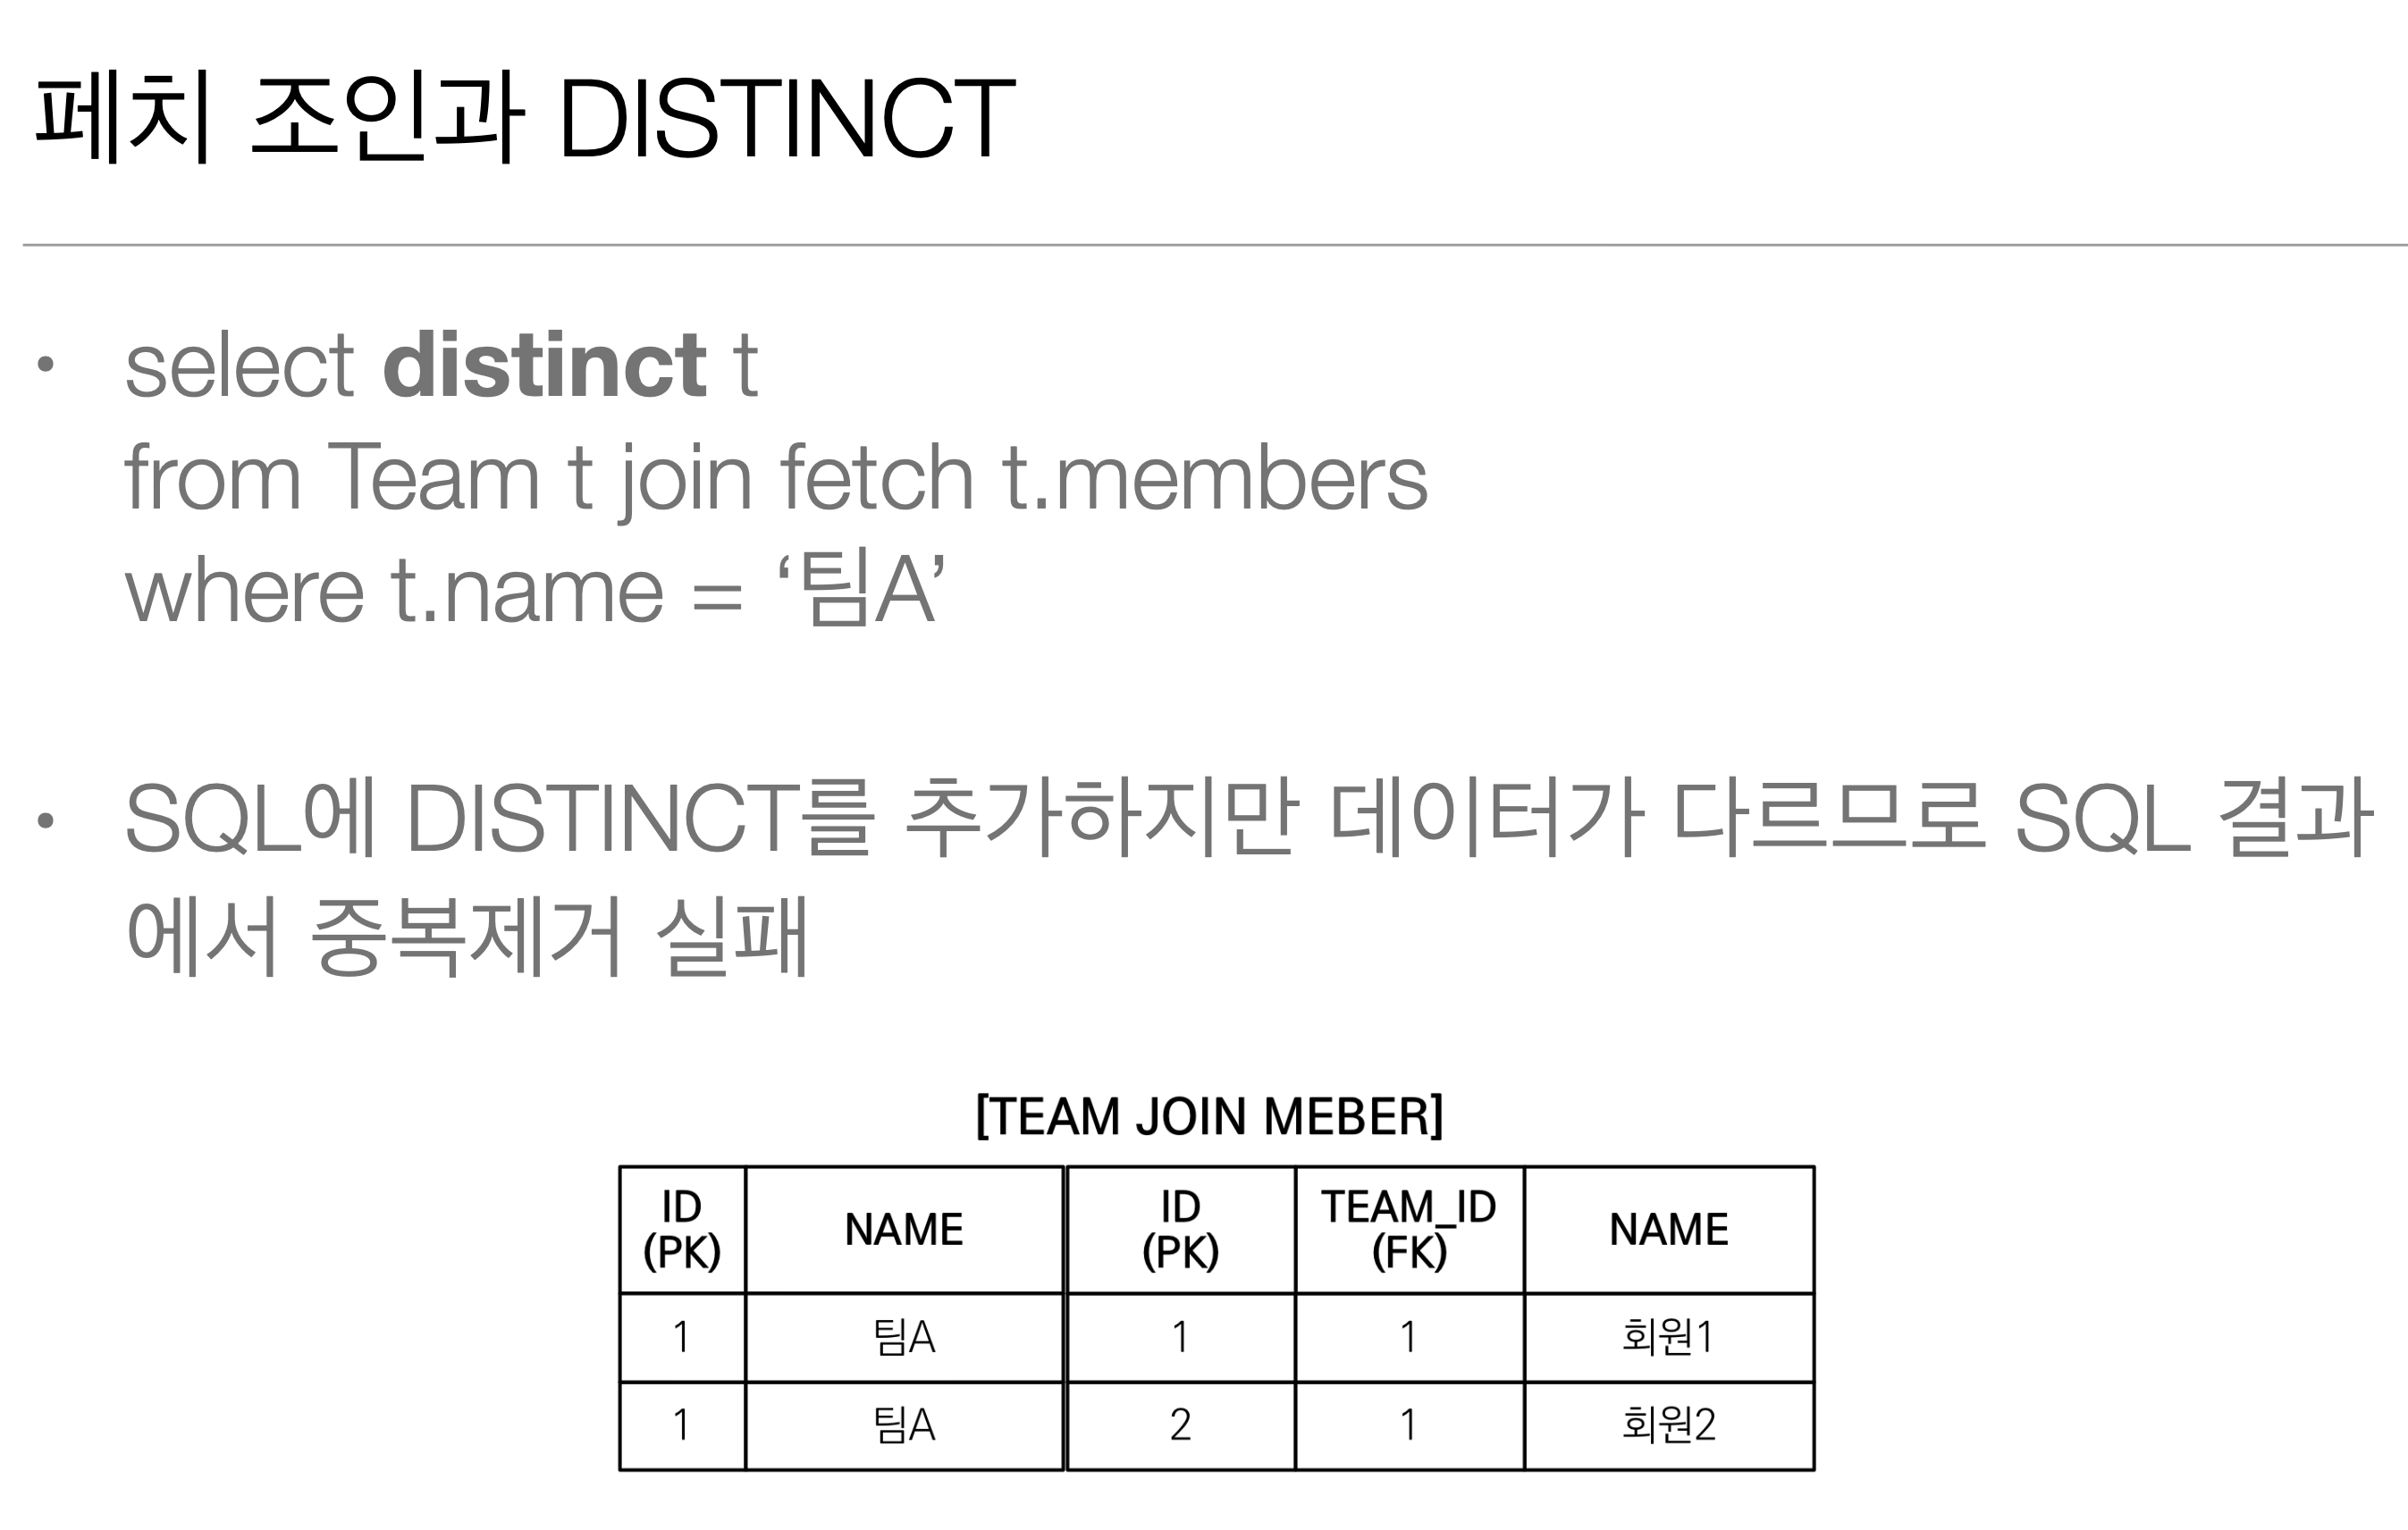 패치 조인과 DISTINCT
• select distinct t
from Team t join fetch t.members
where t.name = ‘팀A’
• SQL에 DISTINCT를 추가하지만 데이터가 다르므로 SQL 결과
에서 중복제거 실패
[TEAM JOIN MEBER]
ID (PK) NAME ID (PK) TEAM_ID (FK) NAME
1 팀A 1 1 회원1
1 팀A 2 1 회원2